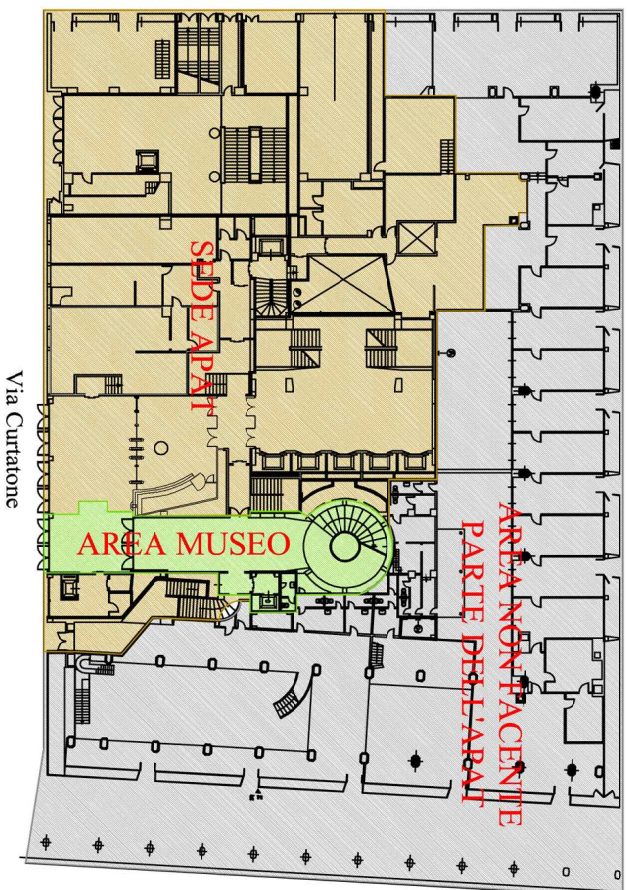 SEDE APAT
Via Curtatone
AREA MUSEO
AREA NON FACENTE
PARTE DELL'APAT